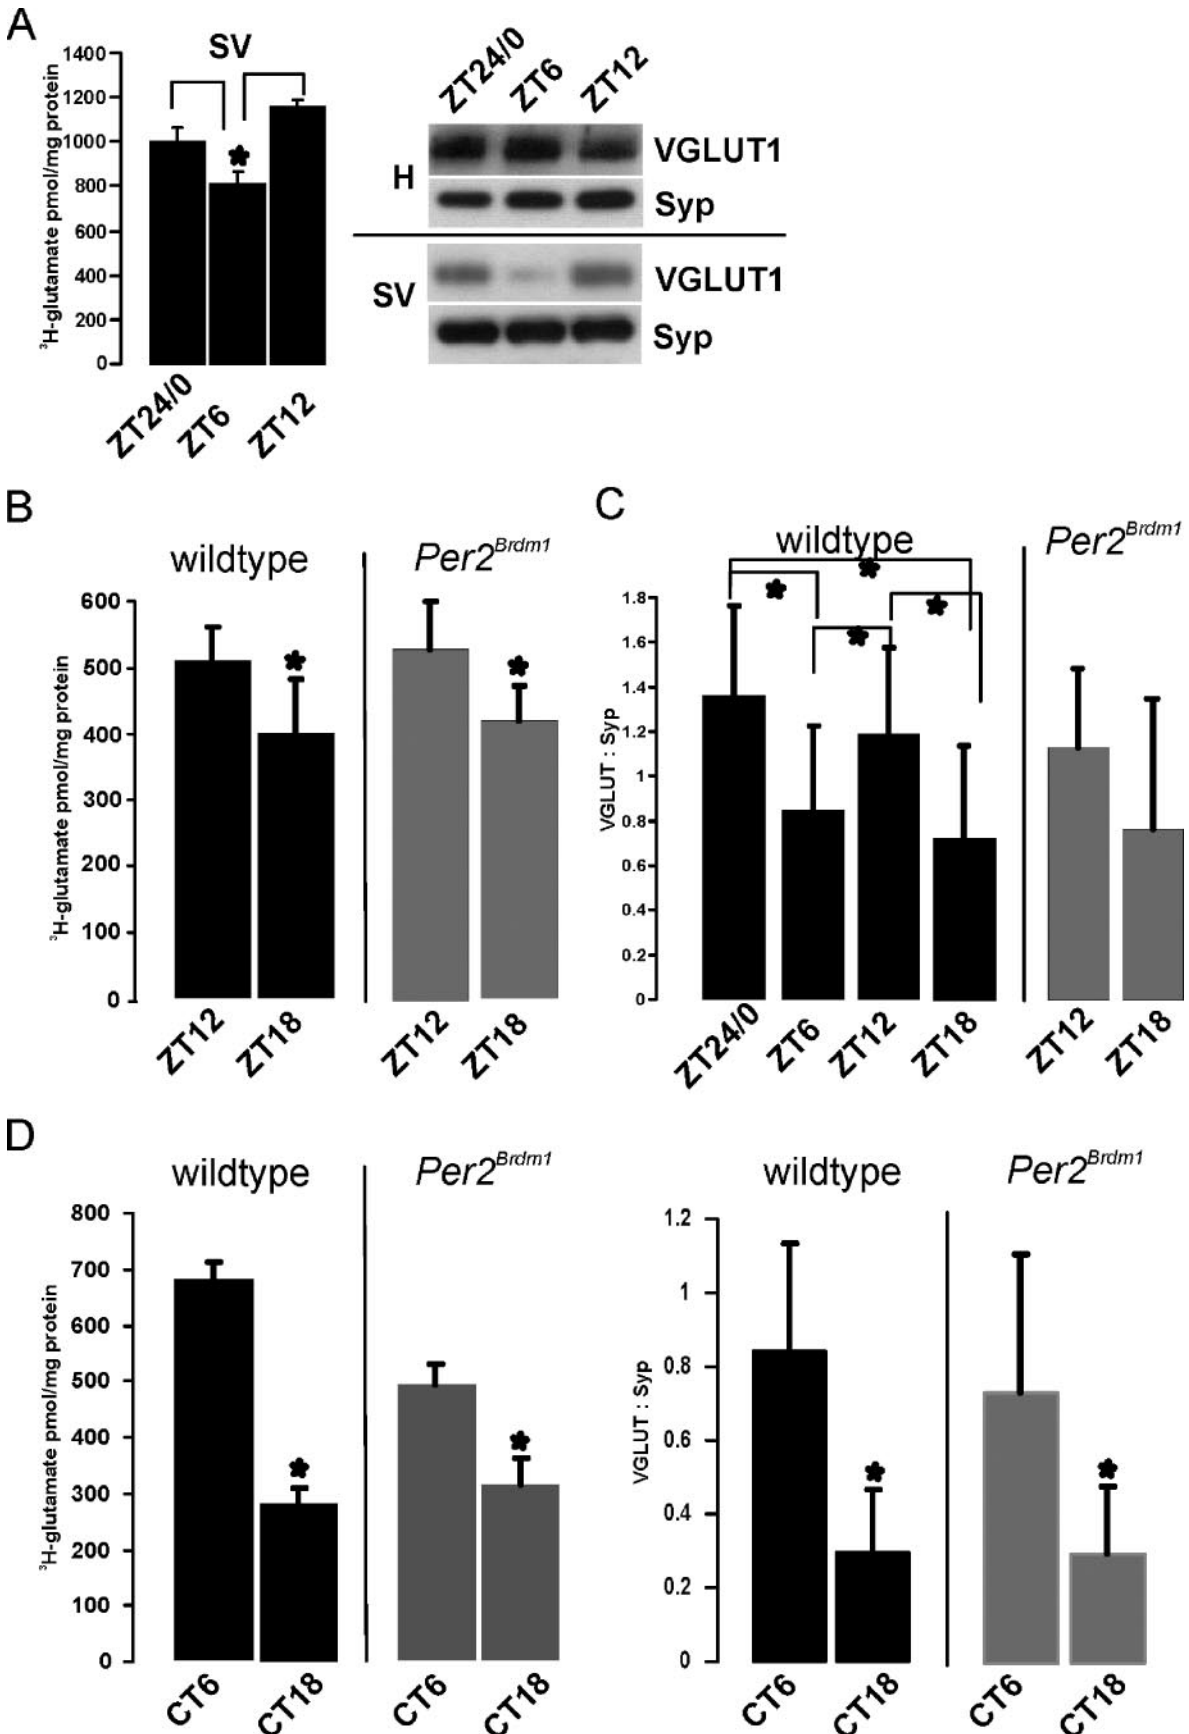 A
SV
1400
1200
1000
800
600
400
200
0
³H-glutamate pmol/mg protein
ZT24/0
ZT6
ZT12
ZT24/0
ZT6
ZT12
H
VGLUT1
Syp
SV
VGLUT1
Syp
B
wildtype
Per2^Brdm1
600
500
400
300
200
100
0
³H-glutamate pmol/mg protein
ZT12
ZT18
ZT12
ZT18
C
wildtype
Per2^Brdm1
1.8
1.6
1.4
1.2
1
0.8
0.6
0.4
0.2
0
VGLUT : Syp
ZT24/0
ZT6
ZT12
ZT18
ZT12
ZT18
D
wildtype
Per2^Brdm1
800
700
600
500
400
300
200
100
0
³H-glutamate pmol/mg protein
CT6
CT18
CT6
CT18
wildtype
Per2^Brdm1
1.2
1
0.8
0.6
0.4
0.2
0
VGLUT : Syp
CT6
CT18
CT6
CT18